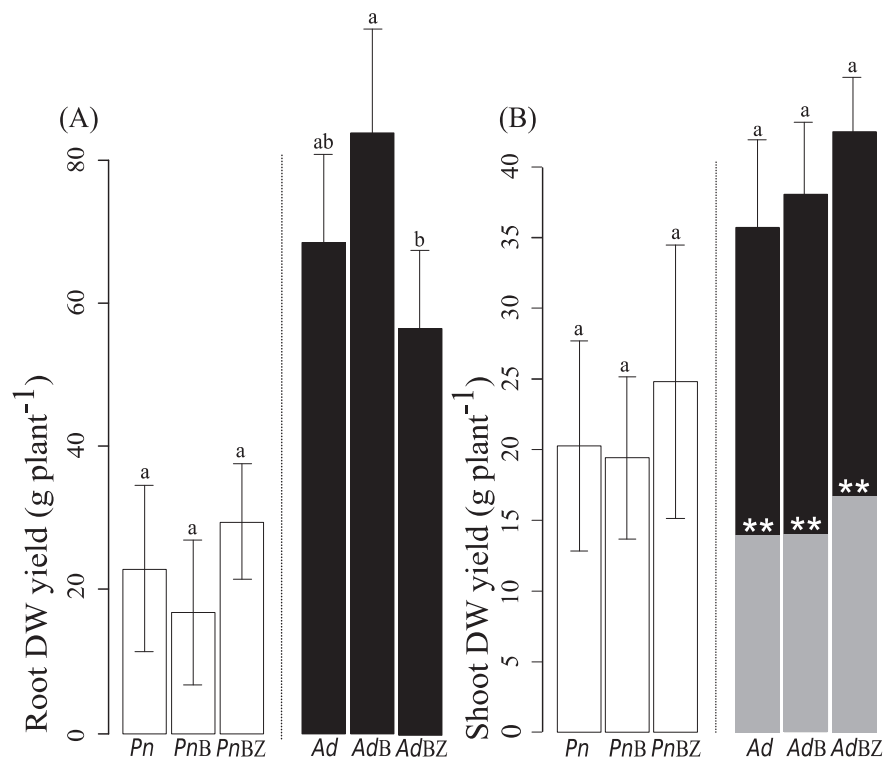 (A)
Root DW yield (g plant-1)
80
60
40
20
0
a
a
a
ab
a
b
Pn
PnB
PnBZ
Ad
AdB
AdBZ
(B)
Shoot DW yield (g plant-1)
40
35
30
25
20
15
10
5
0
a
a
a
a
a
a
**
**
**
Pn
PnB
PnBZ
Ad
AdB
AdBZ